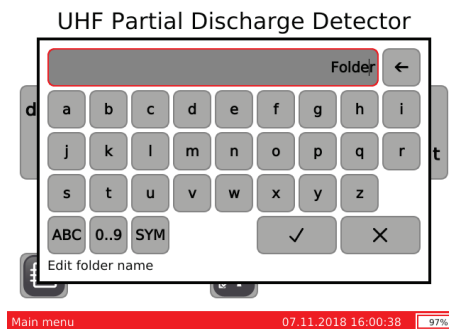 UHF Partial Discharge Detector
Folder
←
a b c d e f g h i
d
j k l m n o p q r
t
s t u v w x y z
ABC 0..9 SYM ✓ ✕
Edit folder name
Main menu 07.11.2018 16:00:38 97%